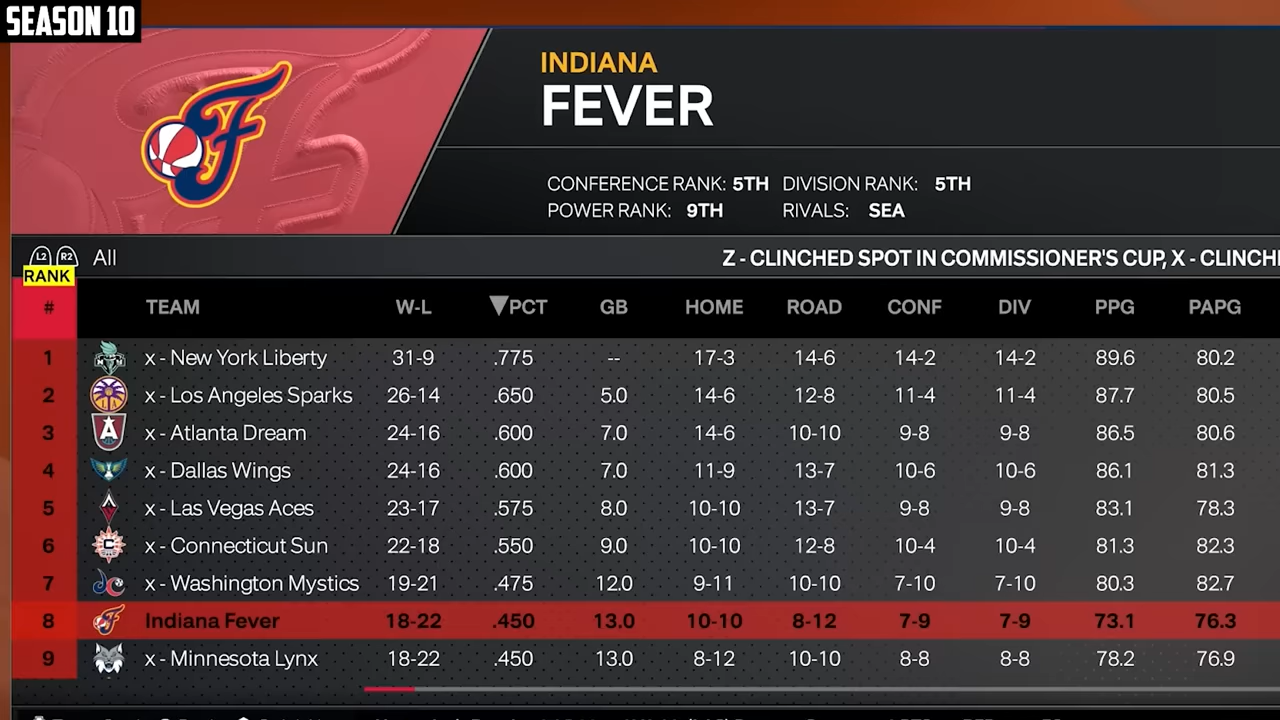 SEASON 10
INDIANA
FEVER
CONFERENCE RANK: 5TH DIVISION RANK: 5TH
POWER RANK: 9TH RIVALS: SEA
L2 R2 All Z - CLINCHED SPOT IN COMMISSIONER'S CUP, X - CLINCH
RANK
# TEAM W-L ▼PCT GB HOME ROAD CONF DIV PPG PAPG
1 x - New York Liberty 31-9 .775 -- 17-3 14-6 14-2 14-2 89.6 80.2
2 x - Los Angeles Sparks 26-14 .650 5.0 14-6 12-8 11-4 11-4 87.7 80.5
3 x - Atlanta Dream 24-16 .600 7.0 14-6 10-10 9-8 9-8 86.5 80.6
4 x - Dallas Wings 24-16 .600 7.0 11-9 13-7 10-6 10-6 86.1 81.3
5 x - Las Vegas Aces 23-17 .575 8.0 10-10 13-7 9-8 9-8 83.1 78.3
6 x - Connecticut Sun 22-18 .550 9.0 10-10 12-8 10-4 10-4 81.3 82.3
7 x - Washington Mystics 19-21 .475 12.0 9-11 10-10 7-10 7-10 80.3 82.7
8 Indiana Fever 18-22 .450 13.0 10-10 8-12 7-9 7-9 73.1 76.3
9 x - Minnesota Lynx 18-22 .450 13.0 8-12 10-10 8-8 8-8 78.2 76.9